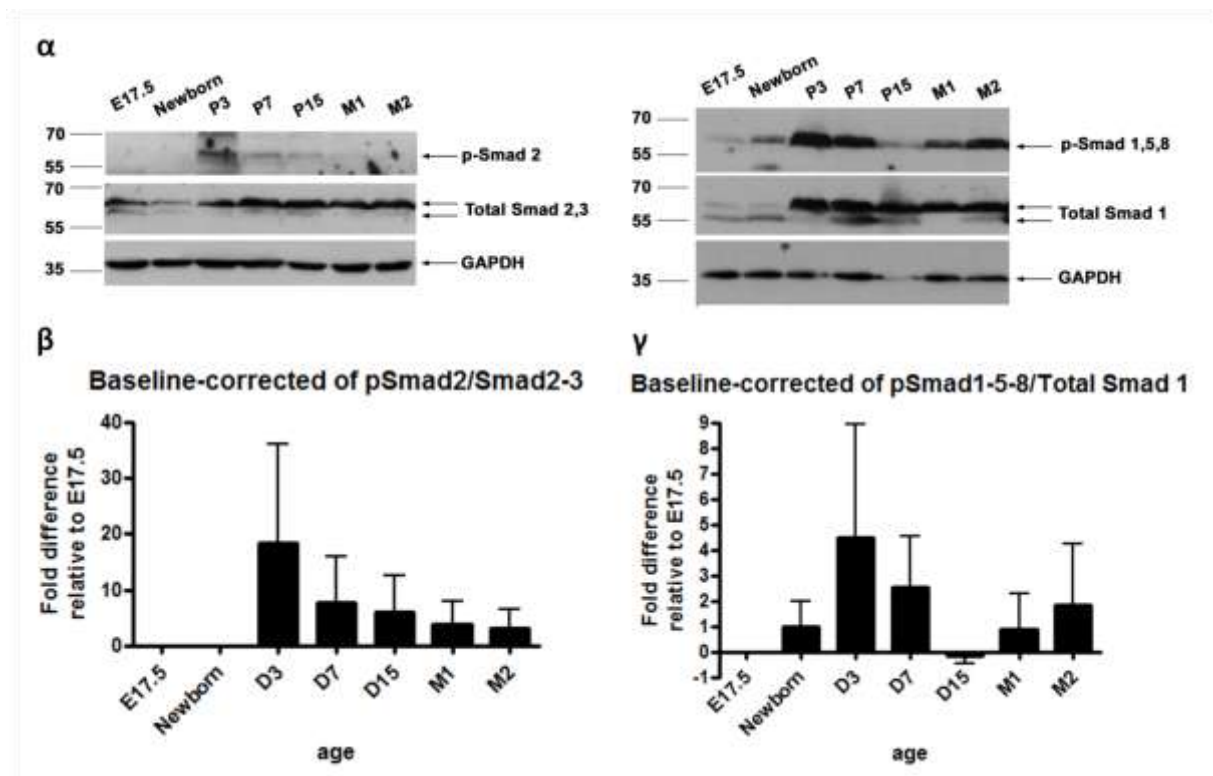 α
E17.5 Newborn P3 P7 P15 M1 M2
70
55
p-Smad 2
70
55
Total Smad 2,3
35
GAPDH
E17.5 Newborn P3 P7 P15 M1 M2
70
55
p-Smad 1,5,8
70
55
Total Smad 1
35
GAPDH
β
Baseline-corrected of pSmad2/Smad2-3
Fold difference
relative to E17.5
40
30
20
10
0
E17.5 Newborn D3 D7 D15 M1 M2
age
γ
Baseline-corrected of pSmad1-5-8/Total Smad 1
Fold difference
relative to E17.5
9
8
7
6
5
4
3
2
1
0
-1
E17.5 Newborn D3 D7 D15 M1 M2
age